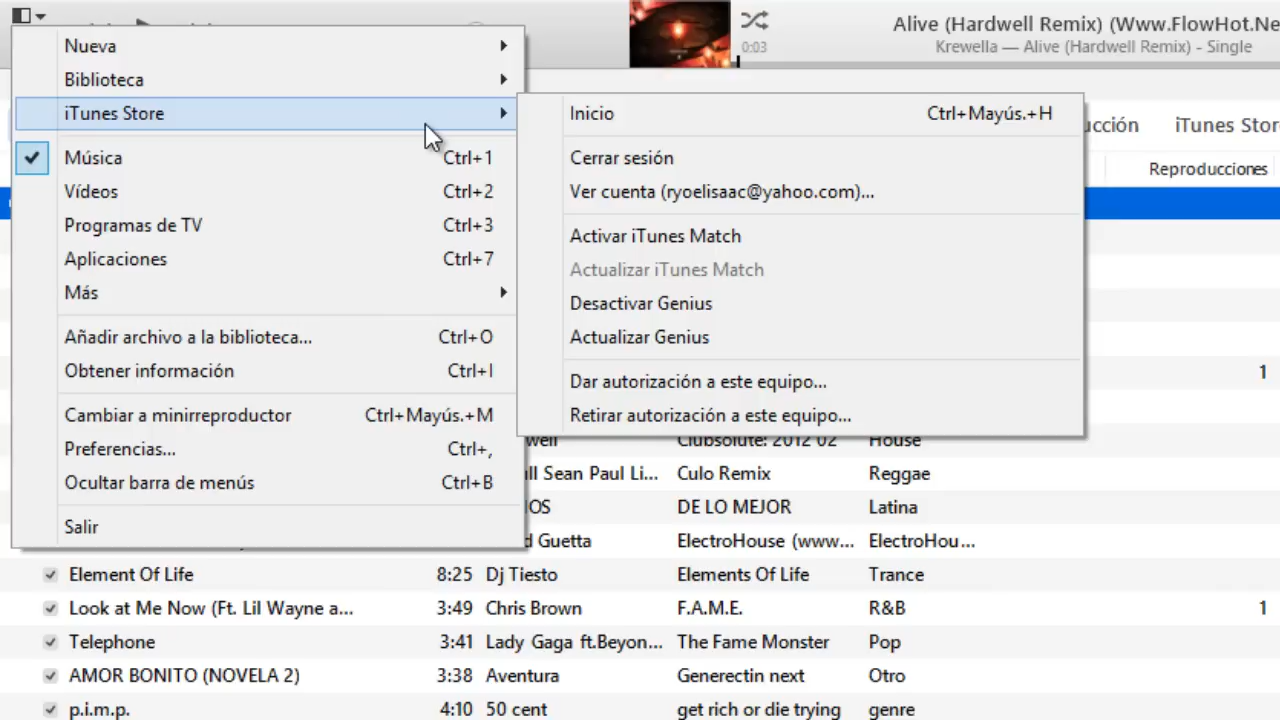 Alive (Hardwell Remix) (Www.FlowHot.Ne
0:03
Krewella — Alive (Hardwell Remix) - Single
Nueva
Biblioteca
iTunes Store
Música Ctrl+1
Vídeos Ctrl+2
Programas de TV Ctrl+3
Aplicaciones Ctrl+7
Más
Añadir archivo a la biblioteca... Ctrl+O
Obtener información Ctrl+I
Cambiar a minirreproductor Ctrl+Mayús.+M
Preferencias... Ctrl+,
Ocultar barra de menús Ctrl+B
Salir
Inicio Ctrl+Mayús.+H
Cerrar sesión
Ver cuenta (ryoelisaac@yahoo.com)...
Activar iTunes Match
Actualizar iTunes Match
Desactivar Genius
Actualizar Genius
Dar autorización a este equipo...
Retirar autorización a este equipo...
ucción iTunes Stor
Reproducciones
1
well Clubsolute: 2012 02 House
ll Sean Paul Li... Culo Remix Reggae
OS DE LO MEJOR Latina
d Guetta ElectroHouse (www... ElectroHou...
Element Of Life 8:25 Dj Tiesto Elements Of Life Trance
Look at Me Now (Ft. Lil Wayne a... 3:49 Chris Brown F.A.M.E. R&B 1
Telephone 3:41 Lady Gaga ft.Beyon... The Fame Monster Pop
AMOR BONITO (NOVELA 2) 3:38 Aventura Generectin next Otro
p.i.m.p. 4:10 50 cent get rich or die trying genre